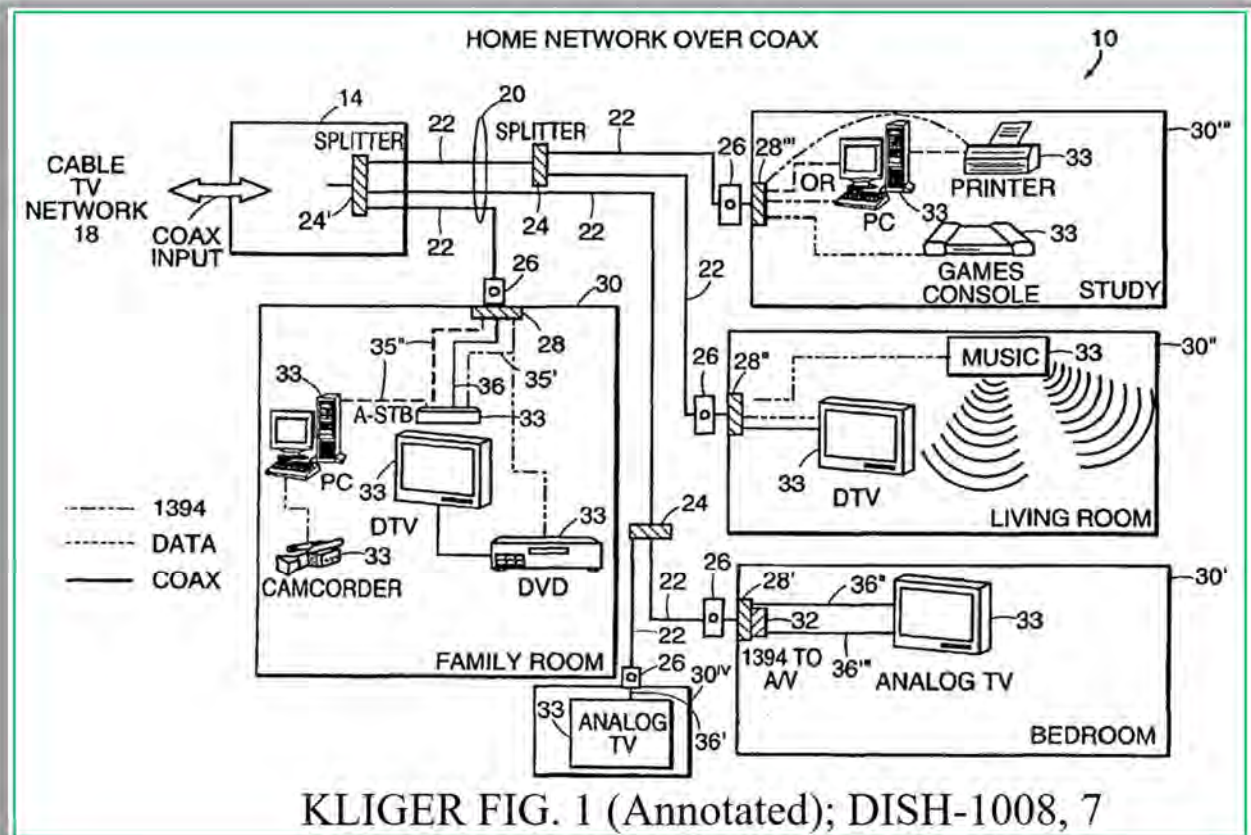 HOME NETWORK OVER COAX
10
14
20
SPLITTER
22
SPLITTER
22
26
28'''
30'''
CABLE
TV
NETWORK
18
COAX
INPUT
24'
22
24
22
OR
PC
33
PRINTER
33
33
GAMES
CONSOLE
STUDY
26
30
28
35"
35'
36
33
A-STB
33
PC
33
DTV
33
DVD
33
CAMCORDER
FAMILY ROOM
1394
DATA
COAX
22
26
28"
MUSIC
33
30"
33
DTV
LIVING ROOM
24
22
22
26
28'
32
1394 TO
A/V
36"
36'''
33
ANALOG TV
30'
BEDROOM
26
30IV
33
ANALOG
TV
36'
KLIGER FIG. 1 (Annotated); DISH-1008, 7